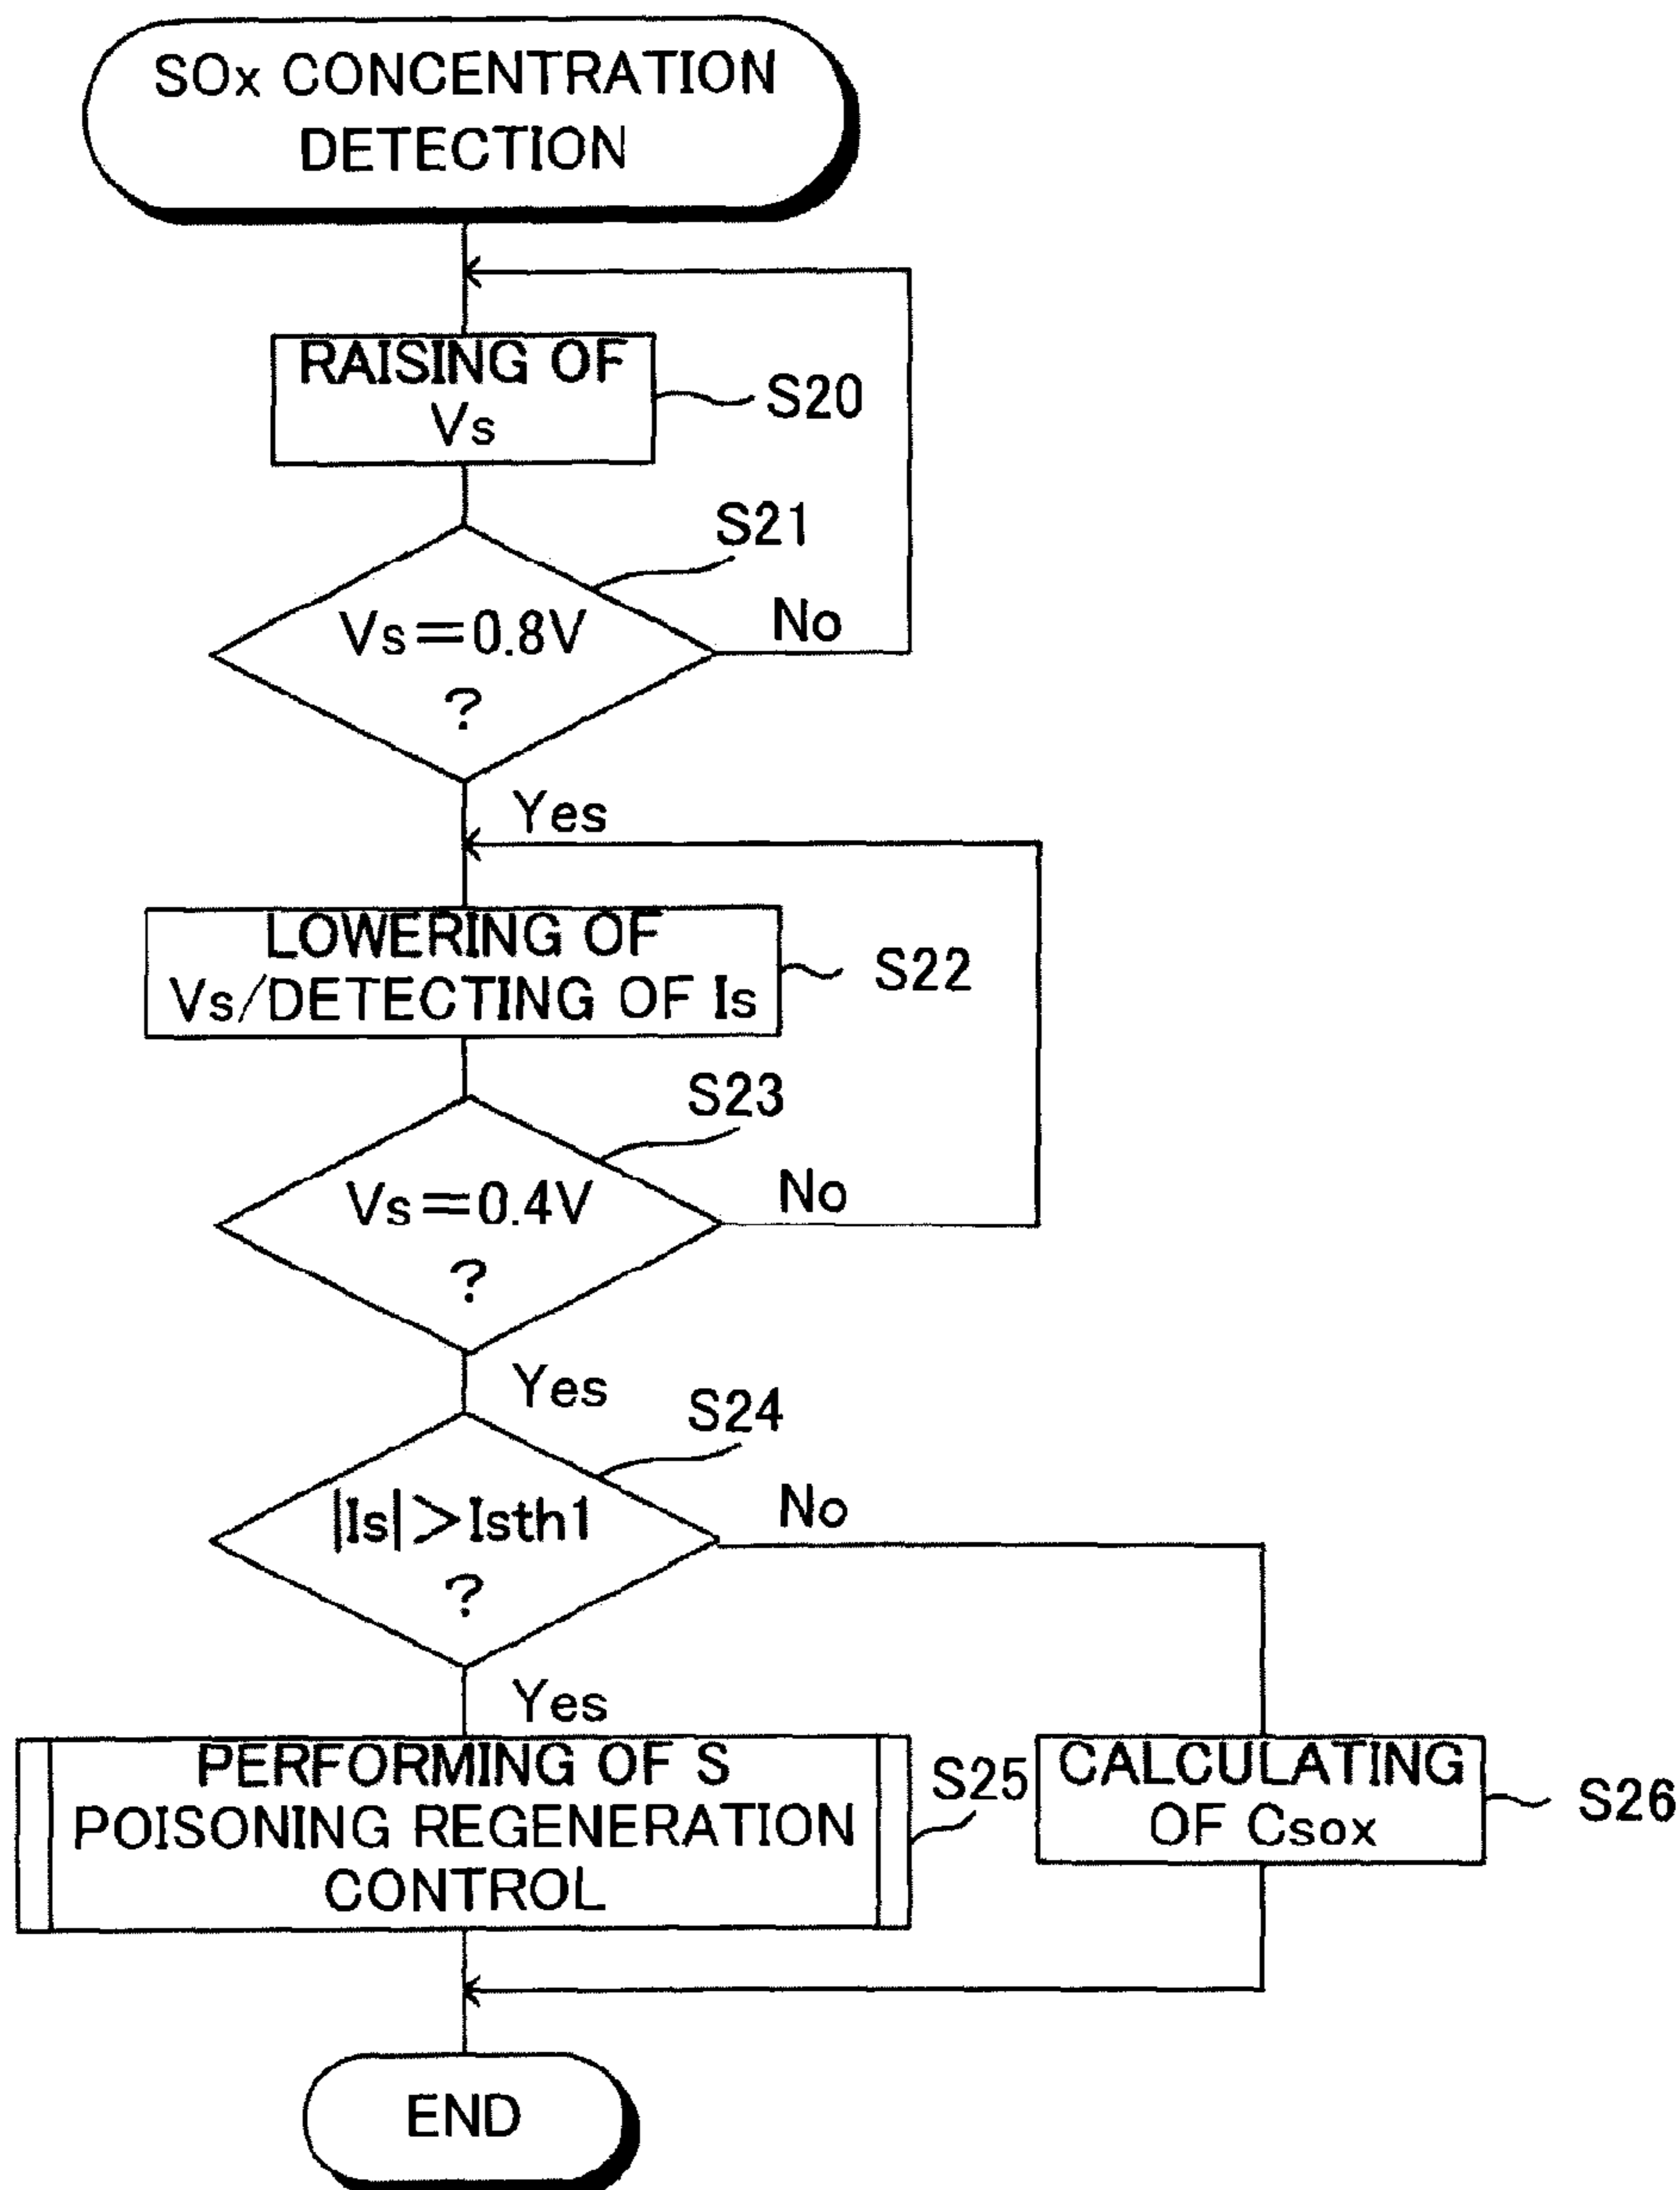 SOx CONCENTRATION
DETECTION
RAISING OF
Vs
S20
S21
Vs=0.8V
?
No
Yes
LOWERING OF
Vs/DETECTING OF Is
S22
S23
Vs=0.4V
?
No
Yes
S24
|Is|>Isth1
?
No
Yes
PERFORMING OF S
POISONING REGENERATION
CONTROL
S25
CALCULATING
OF Csox
S26
END